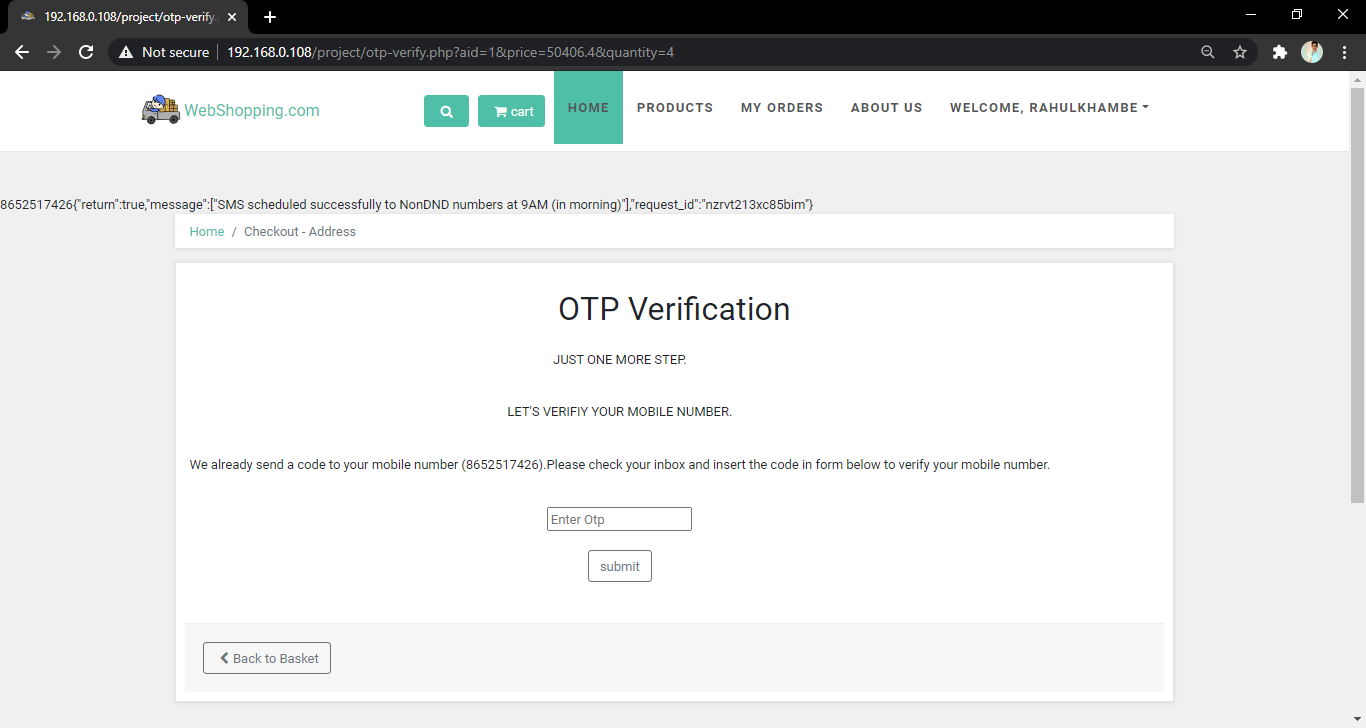 192.168.0.108/project/otp-verify.
Not secure 192.168.0.108/project/otp-verify.php?aid=1&price=50406.4&quantity=4
WebShopping.com cart HOME PRODUCTS MY ORDERS ABOUT US WELCOME, RAHULKHAMBE
8652517426{"return":true,"message":["SMS scheduled successfully to NonDND numbers at 9AM (in morning)"],"request_id":"nzrvt213xc85bim"}
Home / Checkout - Address
OTP Verification
JUST ONE MORE STEP.
LET'S VERIFIY YOUR MOBILE NUMBER.
We already send a code to your mobile number (8652517426).Please check your inbox and insert the code in form below to verify your mobile number.
Enter Otp
submit
Back to Basket